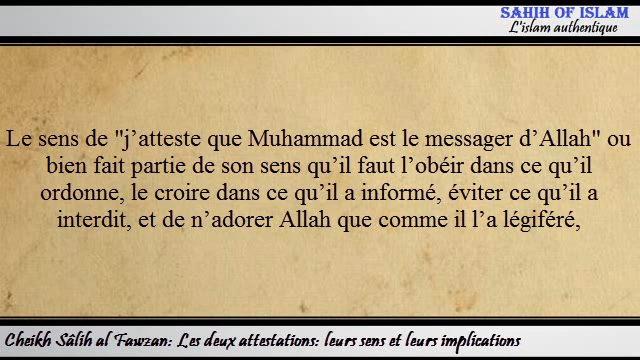 SAHIH OF ISLAM
L'islam authentique
Le sens de "j’atteste que Muhammad est le messager d’Allah" ou
bien fait partie de son sens qu’il faut l’obéir dans ce qu’il
ordonne, le croire dans ce qu’il a informé, éviter ce qu’il a
interdit, et de n’adorer Allah que comme il l’a légiféré,
Cheikh Sâlih al Fawzan: Les deux attestations: leurs sens et leurs implications